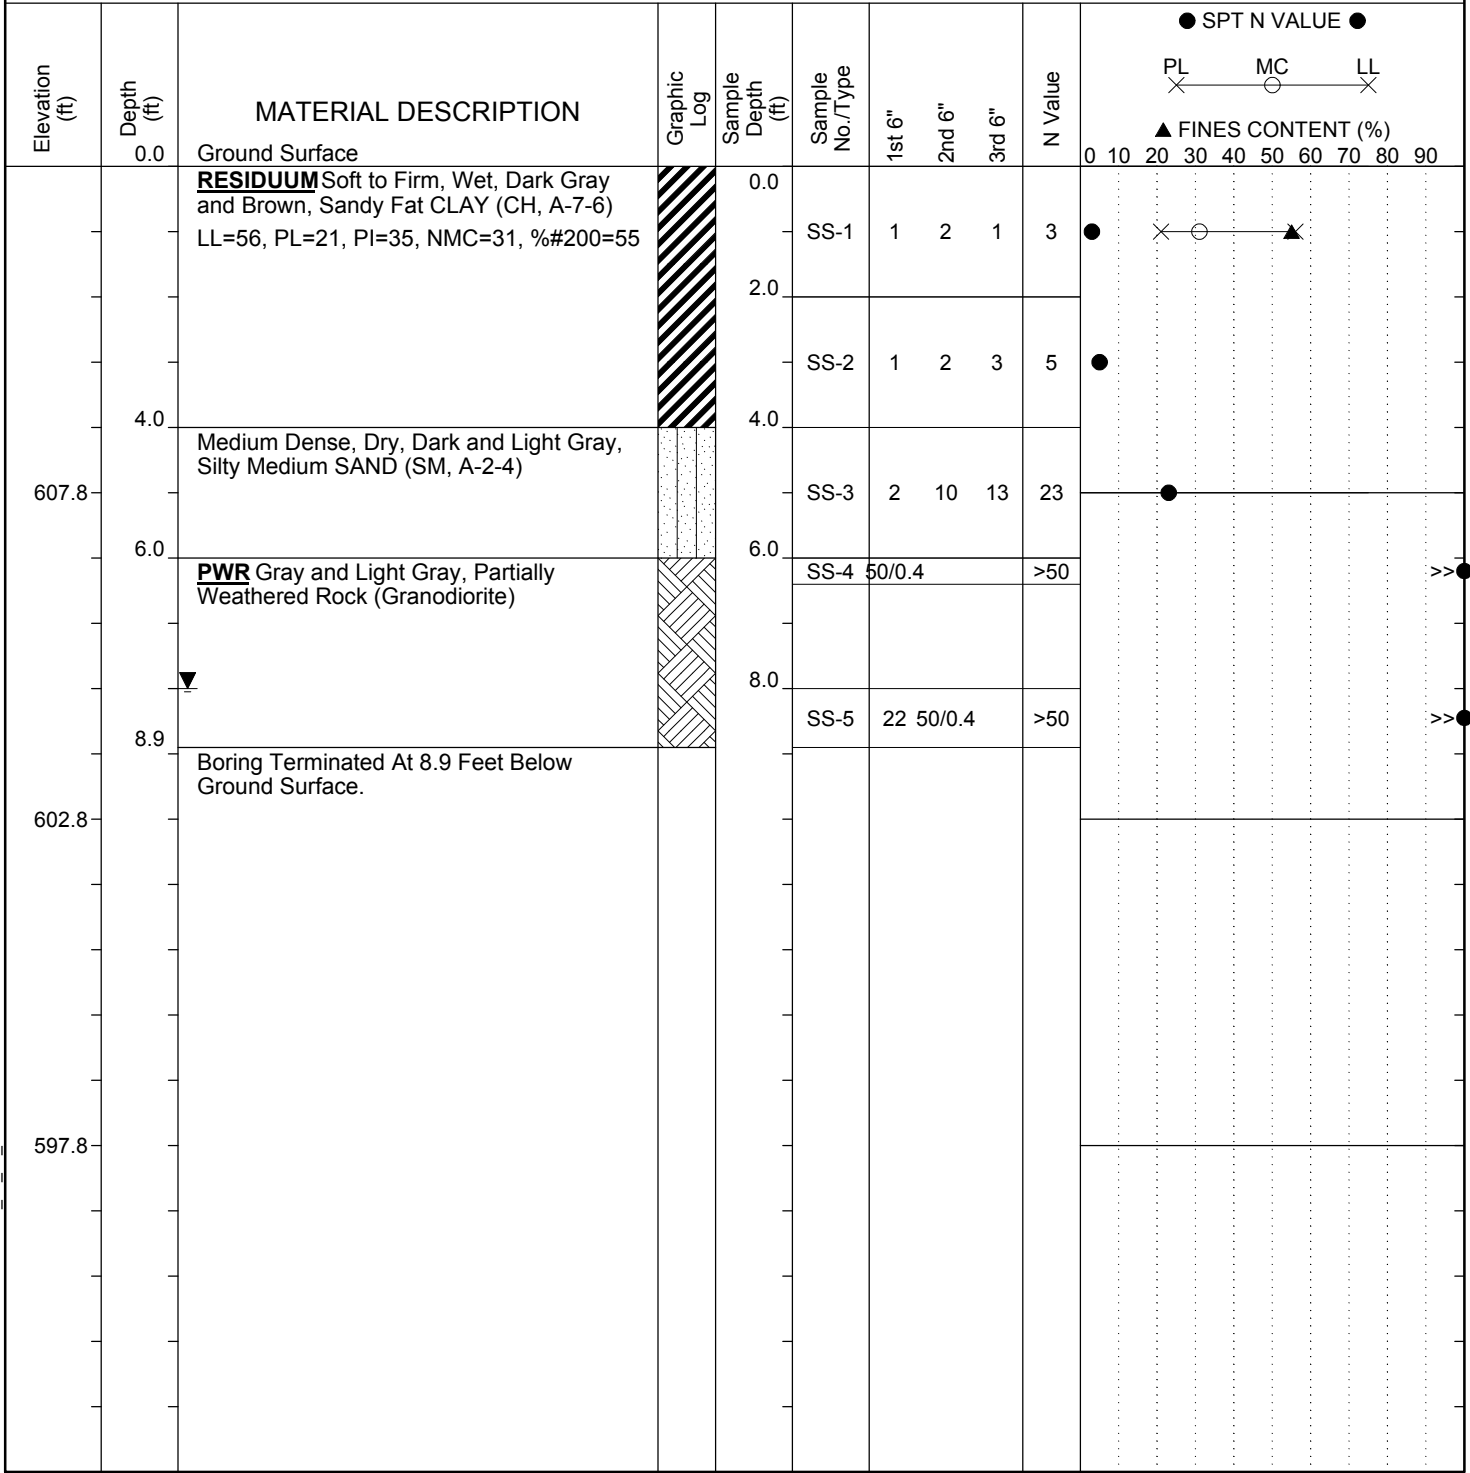 ● SPT N VALUE ●
PL MC LL
▲ FINES CONTENT (%)
0 10 20 30 40 50 60 70 80 90
Elevation
(ft)
Depth
(ft)
0.0
MATERIAL DESCRIPTION
Ground Surface
Graphic
Log
Sample
Depth
(ft)
Sample
No./Type
1st 6"
2nd 6"
3rd 6"
N Value
RESIDUUM Soft to Firm, Wet, Dark Gray
and Brown, Sandy Fat CLAY (CH, A-7-6)
LL=56, PL=21, PI=35, NMC=31, %#200=55
0.0
SS-1 1 2 1 3
2.0
SS-2 1 2 3 5
4.0
4.0
Medium Dense, Dry, Dark and Light Gray,
Silty Medium SAND (SM, A-2-4)
607.8
SS-3 2 10 13 23
6.0
6.0
PWR Gray and Light Gray, Partially
Weathered Rock (Granodiorite)
SS-4 50/0.4 >50
>>●
8.0
SS-5 22 50/0.4 >50
>>●
8.9
Boring Terminated At 8.9 Feet Below
Ground Surface.
602.8
597.8